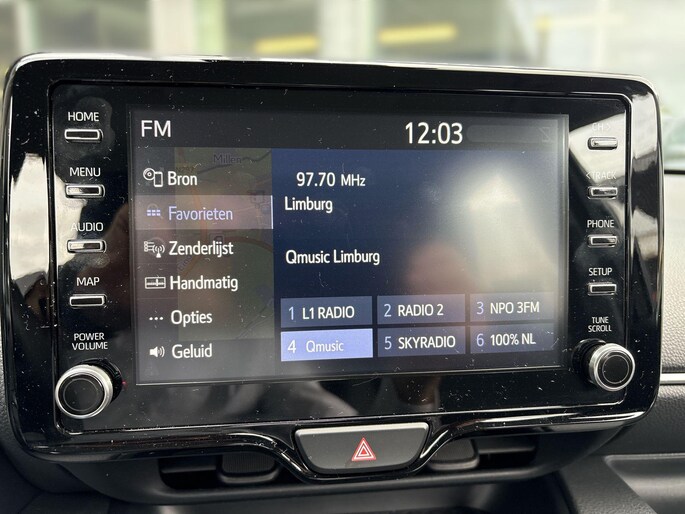 HOME
MENU
AUDIO
MAP
POWER
VOLUME
FM
12:03
Bron
Favorieten
Zenderlijst
Handmatig
Opties
Geluid
97.70 MHz
Limburg
Qmusic Limburg
1 L1 RADIO
2 RADIO 2
3 NPO 3FM
4 Qmusic
5 SKYRADIO
6 100% NL
TRACK
PHONE
SETUP
TUNE
SCROLL